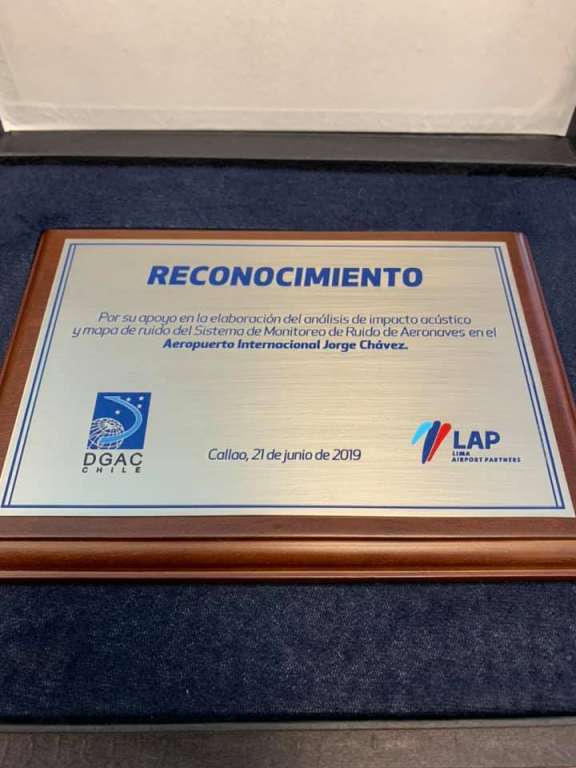 RECONOCIMIENTO
Por su apoyo en la elaboración del análisis de impacto acústico
y mapa de ruido del Sistema de Monitoreo de Ruido de Aeronaves en el
Aeropuerto Internacional Jorge Chávez.
DGAC
CHILE
Callao, 21 de junio de 2019
LAP
LIMA
AIRPORT PARTNERS